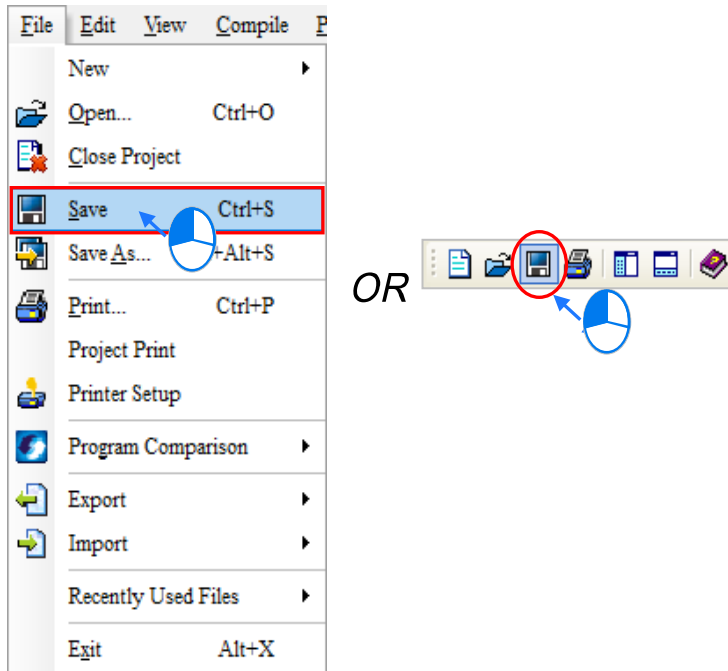 File Edit View Compile P
New
Open... Ctrl+O
Close Project
Save Ctrl+S
Save As... +Alt+S
Print... Ctrl+P
Project Print
Printer Setup
Program Comparison
Export
Import
Recently Used Files
Exit Alt+X
OR